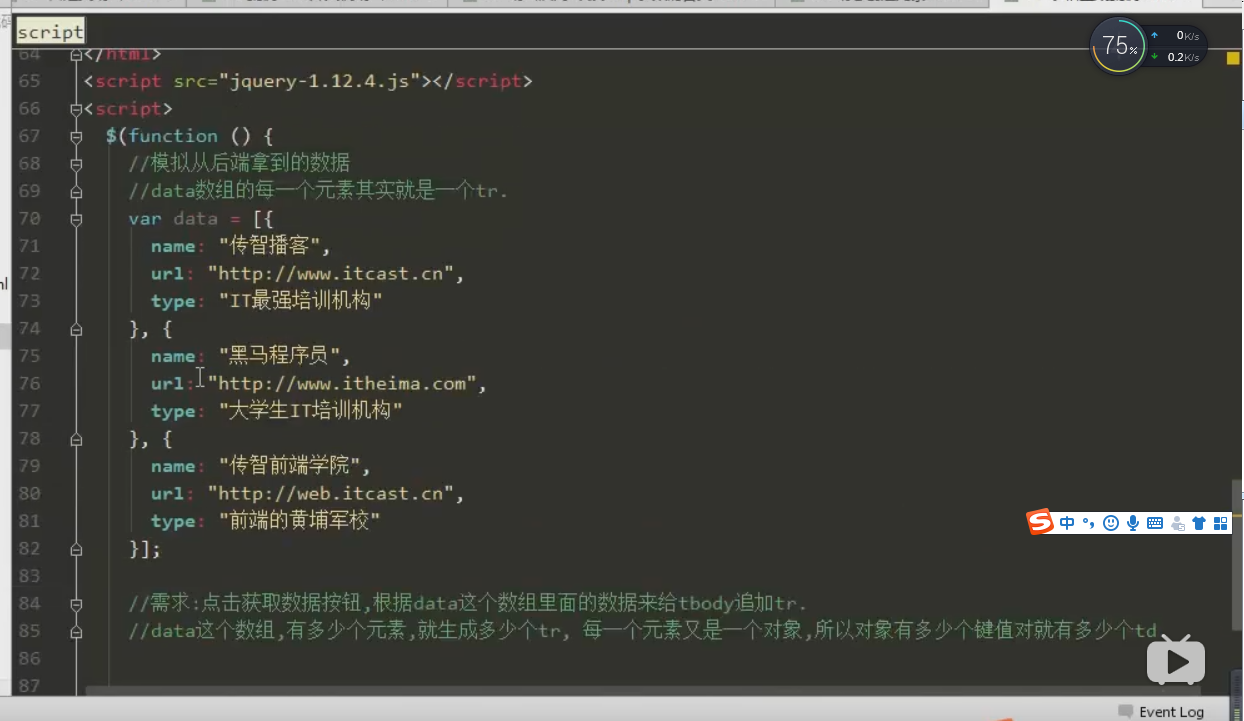 script
75%
0K/s
0.2K/s
64 </html>
65 <script src="jquery-1.12.4.js"></script>
66 <script>
67 $(function () {
68 //模拟从后端拿到的数据
69 //data数组的每一个元素其实就是一个tr.
70 var data = [{
71 name: "传智播客",
72 url: "http://www.itcast.cn",
73 type: "IT最强培训机构"
74 }, {
75 name: "黑马程序员",
76 url: "http://www.itheima.com",
77 type: "大学生IT培训机构"
78 }, {
79 name: "传智前端学院",
80 url: "http://web.itcast.cn",
81 type: "前端的黄埔军校"
82 }];
83
84 //需求:点击获取数据按钮,根据data这个数组里面的数据来给tbody追加tr.
85 //data这个数组,有多少个元素,就生成多少个tr, 每一个元素又是一个对象,所以对象有多少个键值对就有多少个td
86
87
S 中
Event Log